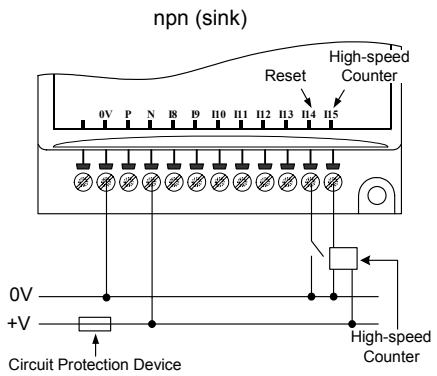 npn (sink)
High-speed
Counter
Reset
0V P N I8 I9 I10 I11 I12 I13 I14 I15
0V
+V
High-speed
Counter
Circuit Protection Device